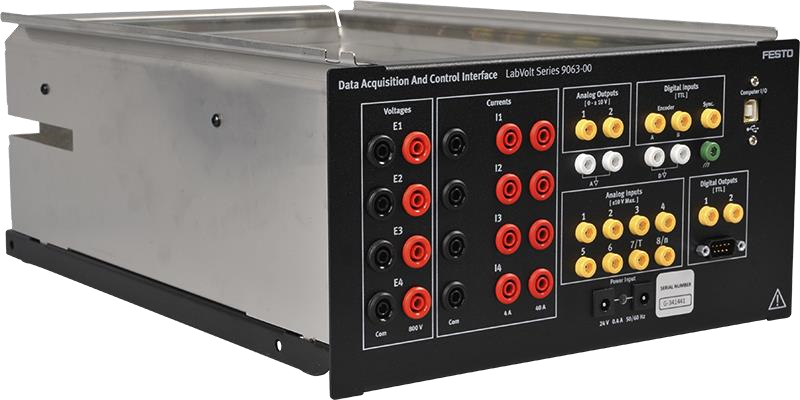 FESTO
Data Acquisition And Control Interface LabVolt Series 9063-00
Voltages
E1
E2
E3
E4
Com 800 V
Currents
I1
I2
I3
I4
Com 4 A 40 A
Analog Outputs
[ 0 - ± 10 V ]
1 2
A
Digital Inputs
[ TTL ]
Encoder Sync.
A B
D
Computer I/O
Analog Inputs
[ ±10 V Max. ]
1 2 3 4
5 6 7/T 8/n
Digital Outputs
[ TTL ]
1 2
Power Input
24 V 0.4 A 50/60 Hz
SERIAL NUMBER
G-341441